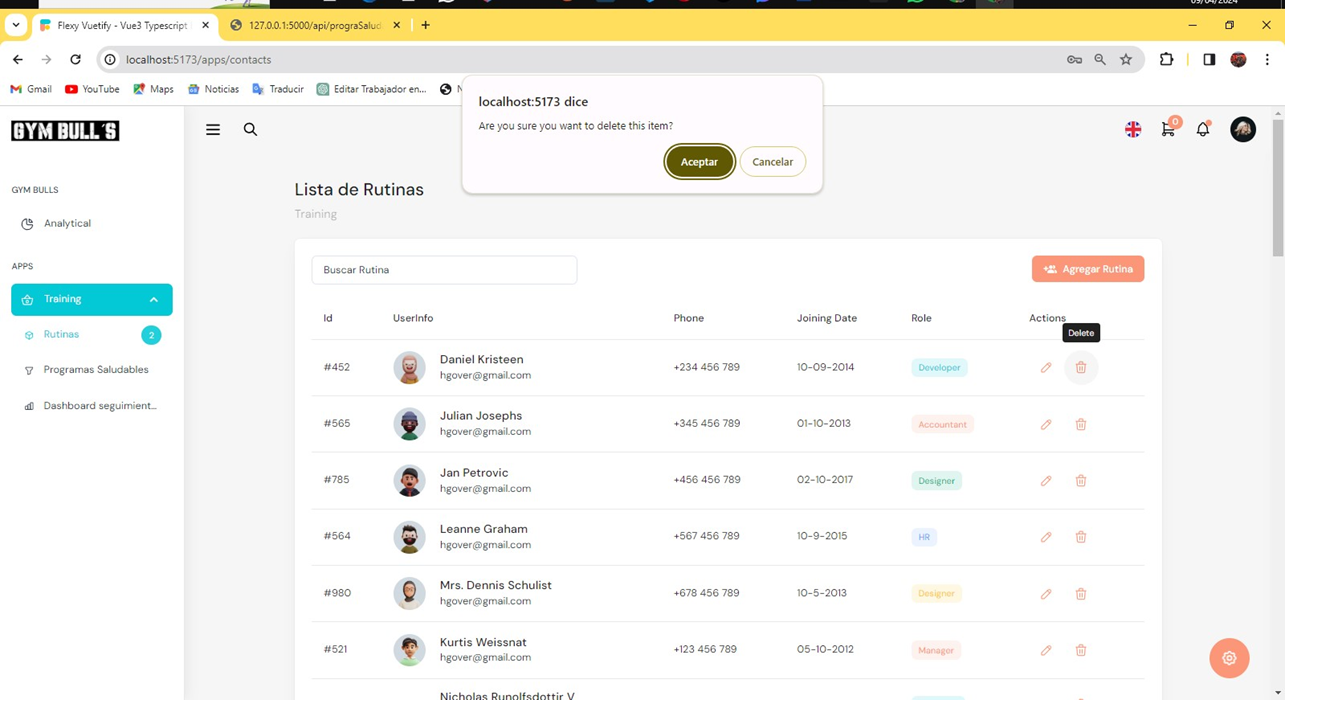 09/04/2024
Flexy Vuetify - Vue3 Typescript
127.0.0.1:5000/api/prograSalud
localhost:5173/apps/contacts
Gmail
YouTube
Maps
Noticias
Traducir
Editar Trabajador en...
localhost:5173 dice
Are you sure you want to delete this item?
Aceptar
Cancelar
GYM BULL'S
0
GYM BULLS
Analytical
APPS
Training
Rutinas
2
Programas Saludables
Dashboard seguimient...
Lista de Rutinas
Training
Buscar Rutina
Agregar Rutina
Id UserInfo Phone Joining Date Role Actions
Delete
#452 Daniel Kristeen +234 456 789 10-09-2014 Developer
hgover@gmail.com
#565 Julian Josephs +345 456 789 01-10-2013 Accountant
hgover@gmail.com
#785 Jan Petrovic +456 456 789 02-10-2017 Designer
hgover@gmail.com
#564 Leanne Graham +567 456 789 10-9-2015 HR
hgover@gmail.com
#980 Mrs. Dennis Schulist +678 456 789 10-5-2013 Designer
hgover@gmail.com
#521 Kurtis Weissnat +123 456 789 05-10-2012 Manager
hgover@gmail.com
Nicholas Runolfsdottir V